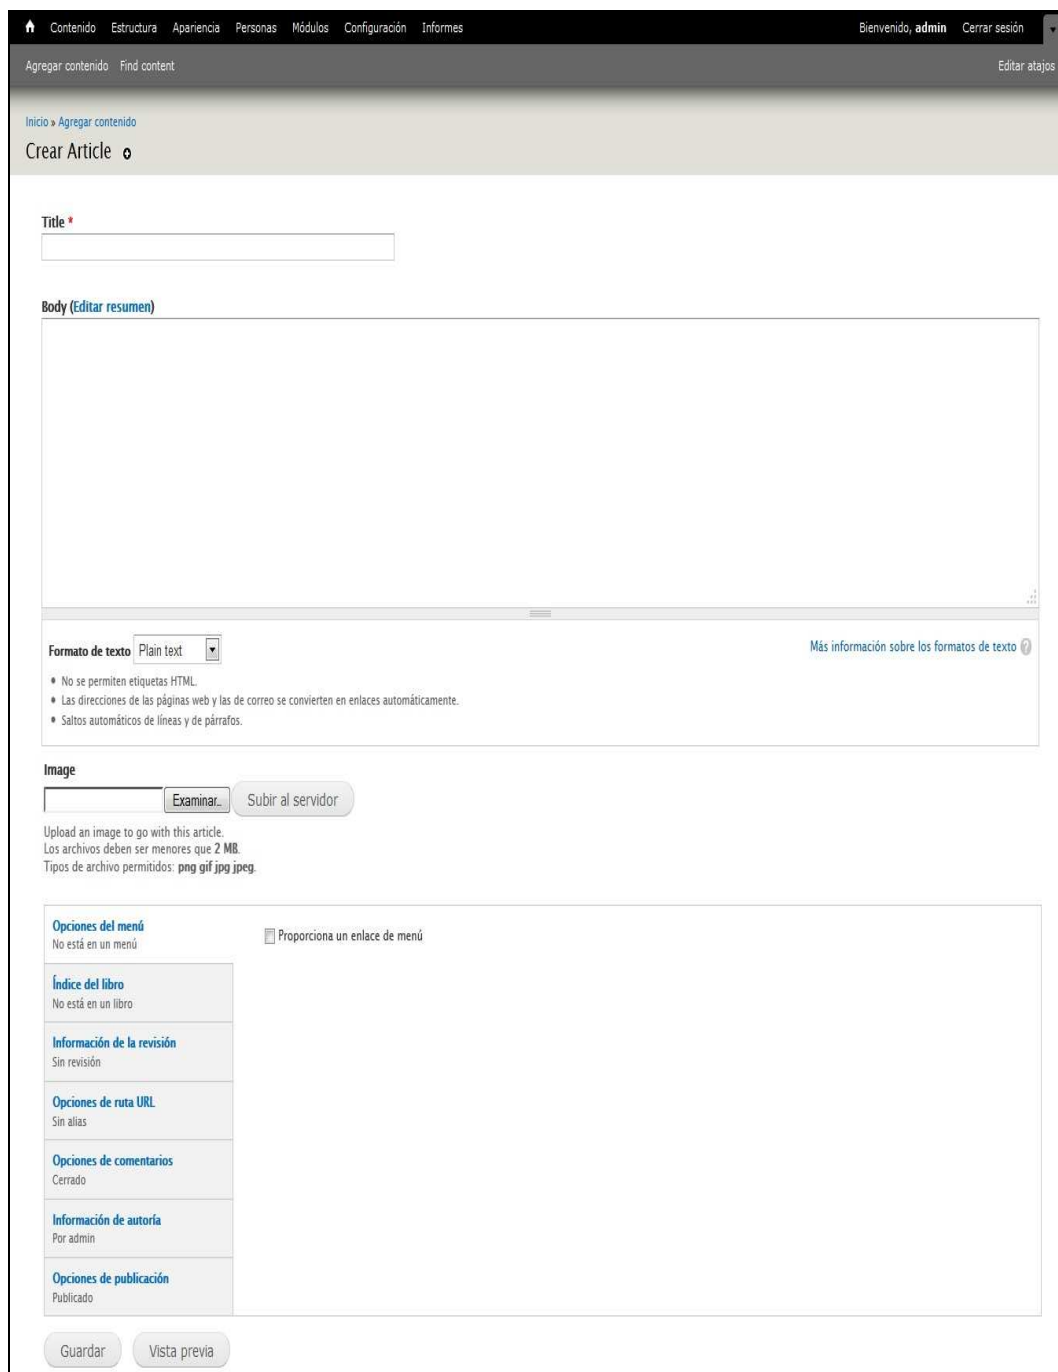 Contenido Estructura Apariencia Personas Módulos Configuración Informes Bienvenido, admin Cerrar sesión
Agregar contenido Find content Editar atajos
Inicio » Agregar contenido
Crear Article
Title *
Body (Editar resumen)
Formato de texto Plain text Más información sobre los formatos de texto ?
• No se permiten etiquetas HTML.
• Las direcciones de las páginas web y las de correo se convierten en enlaces automáticamente.
• Saltos automáticos de líneas y de párrafos.
Image
Examinar... Subir al servidor
Upload an image to go with this article.
Los archivos deben ser menores que 2 MB.
Tipos de archivo permitidos: png gif jpg jpeg.
Opciones del menú
No está en un menú
Proporciona un enlace de menú
Índice del libro
No está en un libro
Información de la revisión
Sin revisión
Opciones de ruta URL
Sin alias
Opciones de comentarios
Cerrado
Información de autoría
Por admin
Opciones de publicación
Publicado
Guardar Vista previa